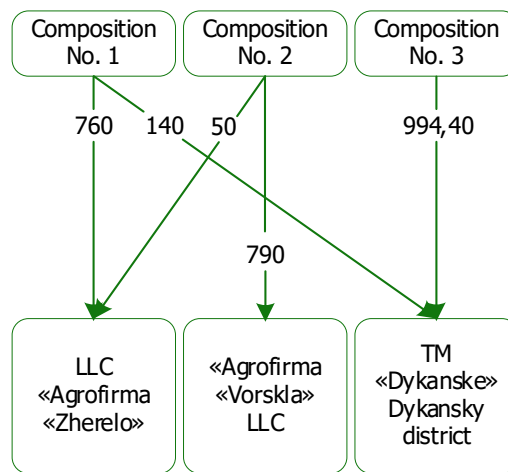 Composition
No. 1
Composition
No. 2
Composition
No. 3
760
140
50
994,40
790
LLC
«Agrofirma
«Zherelo»
«Agrofirma
«Vorskla»
LLC
TM
«Dykanske»
Dykansky
district